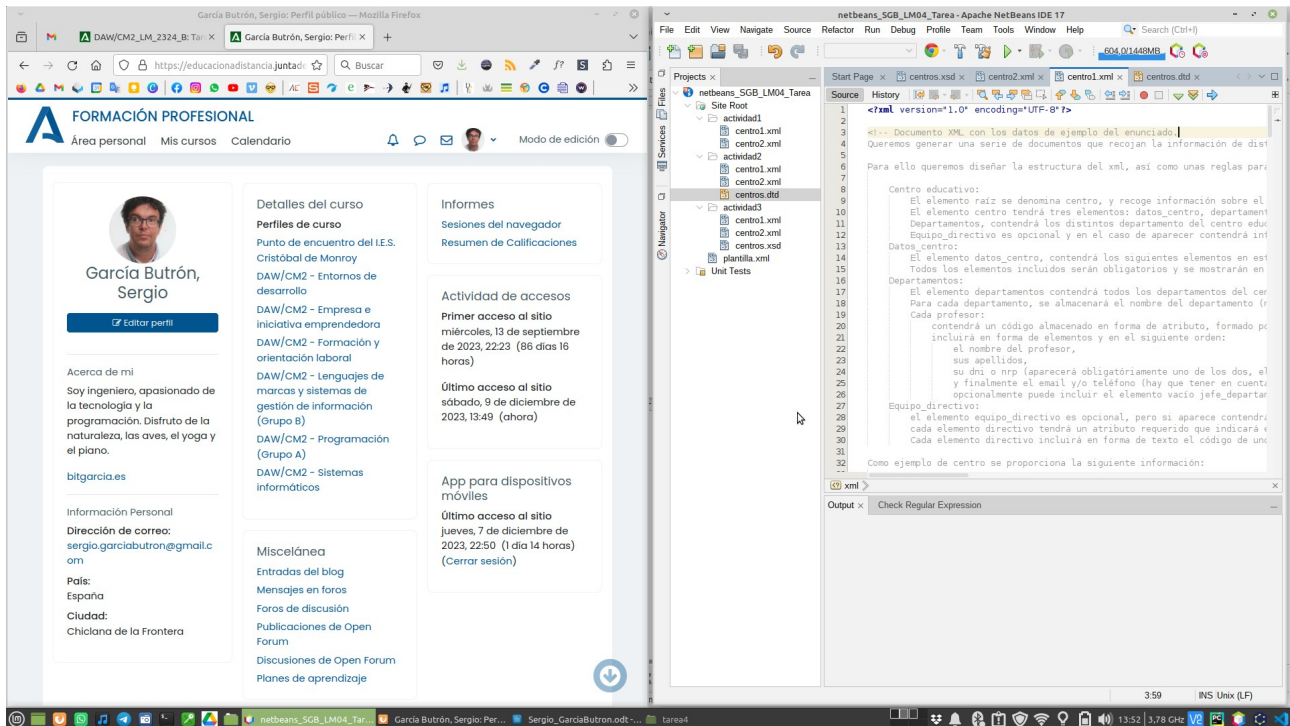 García Butrón, Sergio: Perfil público — Mozilla Firefox
DAW/CM2_LM_2324_B: Tar
García Butrón, Sergio: Perfi
https://educacionadistancia.juntade
Buscar
FORMACIÓN PROFESIONAL
Área personal Mis cursos Calendario
Modo de edición
García Butrón,
Sergio
Editar perfil
Acerca de mi
Soy ingeniero, apasionado de
la tecnología y la
programación. Disfruto de la
naturaleza, las aves, el yoga y
el piano.
bitgarcia.es
Información Personal
Dirección de correo:
sergio.garciabutron@gmail.c
om
País:
España
Ciudad:
Chiclana de la Frontera
Detalles del curso
Perfiles de curso
Punto de encuentro del I.E.S.
Cristóbal de Monroy
DAW/CM2 - Entornos de
desarrollo
DAW/CM2 - Empresa e
iniciativa emprendedora
DAW/CM2 - Formación y
orientación laboral
DAW/CM2 - Lenguajes de
marcas y sistemas de
gestión de información
(Grupo B)
DAW/CM2 - Programación
(Grupo A)
DAW/CM2 - Sistemas
informáticos
Miscelánea
Entradas del blog
Mensajes en foros
Foros de discusión
Publicaciones de Open
Forum
Discusiones de Open Forum
Planes de aprendizaje
Informes
Sesiones del navegador
Resumen de Calificaciones
Actividad de accesos
Primer acceso al sitio
miércoles, 13 de septiembre
de 2023, 22:23 (86 días 16
horas)
Último acceso al sitio
sábado, 9 de diciembre de
2023, 13:49 (ahora)
App para dispositivos
móviles
Último acceso al sitio
jueves, 7 de diciembre de
2023, 22:50 (1 día 14 horas)
(Cerrar sesión)
netbeans_SGB_LM04_Tarea - Apache NetBeans IDE 17
File Edit View Navigate Source Refactor Run Debug Profile Team Tools Window Help
Search (Ctrl+I)
604,0/1448MB
Files
Services
Navigator
Projects
netbeans_SGB_LM04_Tarea
Site Root
actividad1
centro1.xml
centro2.xml
actividad2
centro1.xml
centro2.xml
centros.dtd
actividad3
centro1.xml
centro2.xml
centros.xsd
plantilla.xml
Unit Tests
Start Page centros.xsd centro2.xml centro1.xml centros.dtd
Source History
1 <?xml version="1.0" encoding="UTF-8"?>
2
3 <!-- Documento XML con los datos de ejemplo del enunciado.
4 Queremos generar una serie de documentos que recojan la información de dist
5
6 Para ello queremos diseñar la estructura del xml, así como unas reglas para
7
8 Centro educativo:
9 El elemento raíz se denomina centro, y recoge información sobre el
10 El elemento centro tendrá tres elementos: datos_centro, departament
11 Departamentos, contendrá los distintos departamento del centro educ
12 Equipo_directivo es opcional y en el caso de aparecer contendrá inf
13 Datos_centro:
14 El elemento datos_centro, contendrá los siguientes elementos en est
15 Todos los elementos incluidos serán obligatorios y se mostrarán en
16 Departamentos:
17 El elemento departamentos contendrá todos los departamentos del cen
18 Para cada departamento, se almacenará el nombre del departamento (n
19 Cada profesor:
20 contendrá un código almacenado en forma de atributo, formado po
21 incluirá en forma de elementos y en el siguiente orden:
22 el nombre del profesor,
23 sus apellidos,
24 su dni o nrp (aparecerá obligatóriamente uno de los dos, el
25 y finalmente el email y/o teléfono (hay que tener en cuenta
26 opcionalmente puede incluir el elemento vacío jefe_departam
27 Equipo_directivo:
28 el elemento equipo_directivo es opcional, pero si aparece contendrá
29 cada elemento directivo tendrá un atributo requerido que indicará e
30 Cada elemento directivo incluirá en forma de texto el código de uno
31
32 Como ejemplo de centro se proporciona la siguiente información:
xml
Output Check Regular Expression
3:59 INS Unix (LF)
netbeans_SGB_LM04_Tar...
García Butrón, Sergio: Per...
Sergio_GarciaButron.odt -...
tarea4
13:52 3,78 GHz